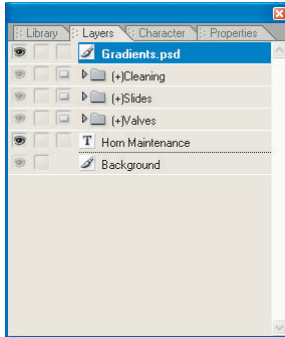 Library Layers Character Properties
Gradients.psd
(+)Cleaning
(+)Slides
(+)Valves
T Horn Maintenance
Background